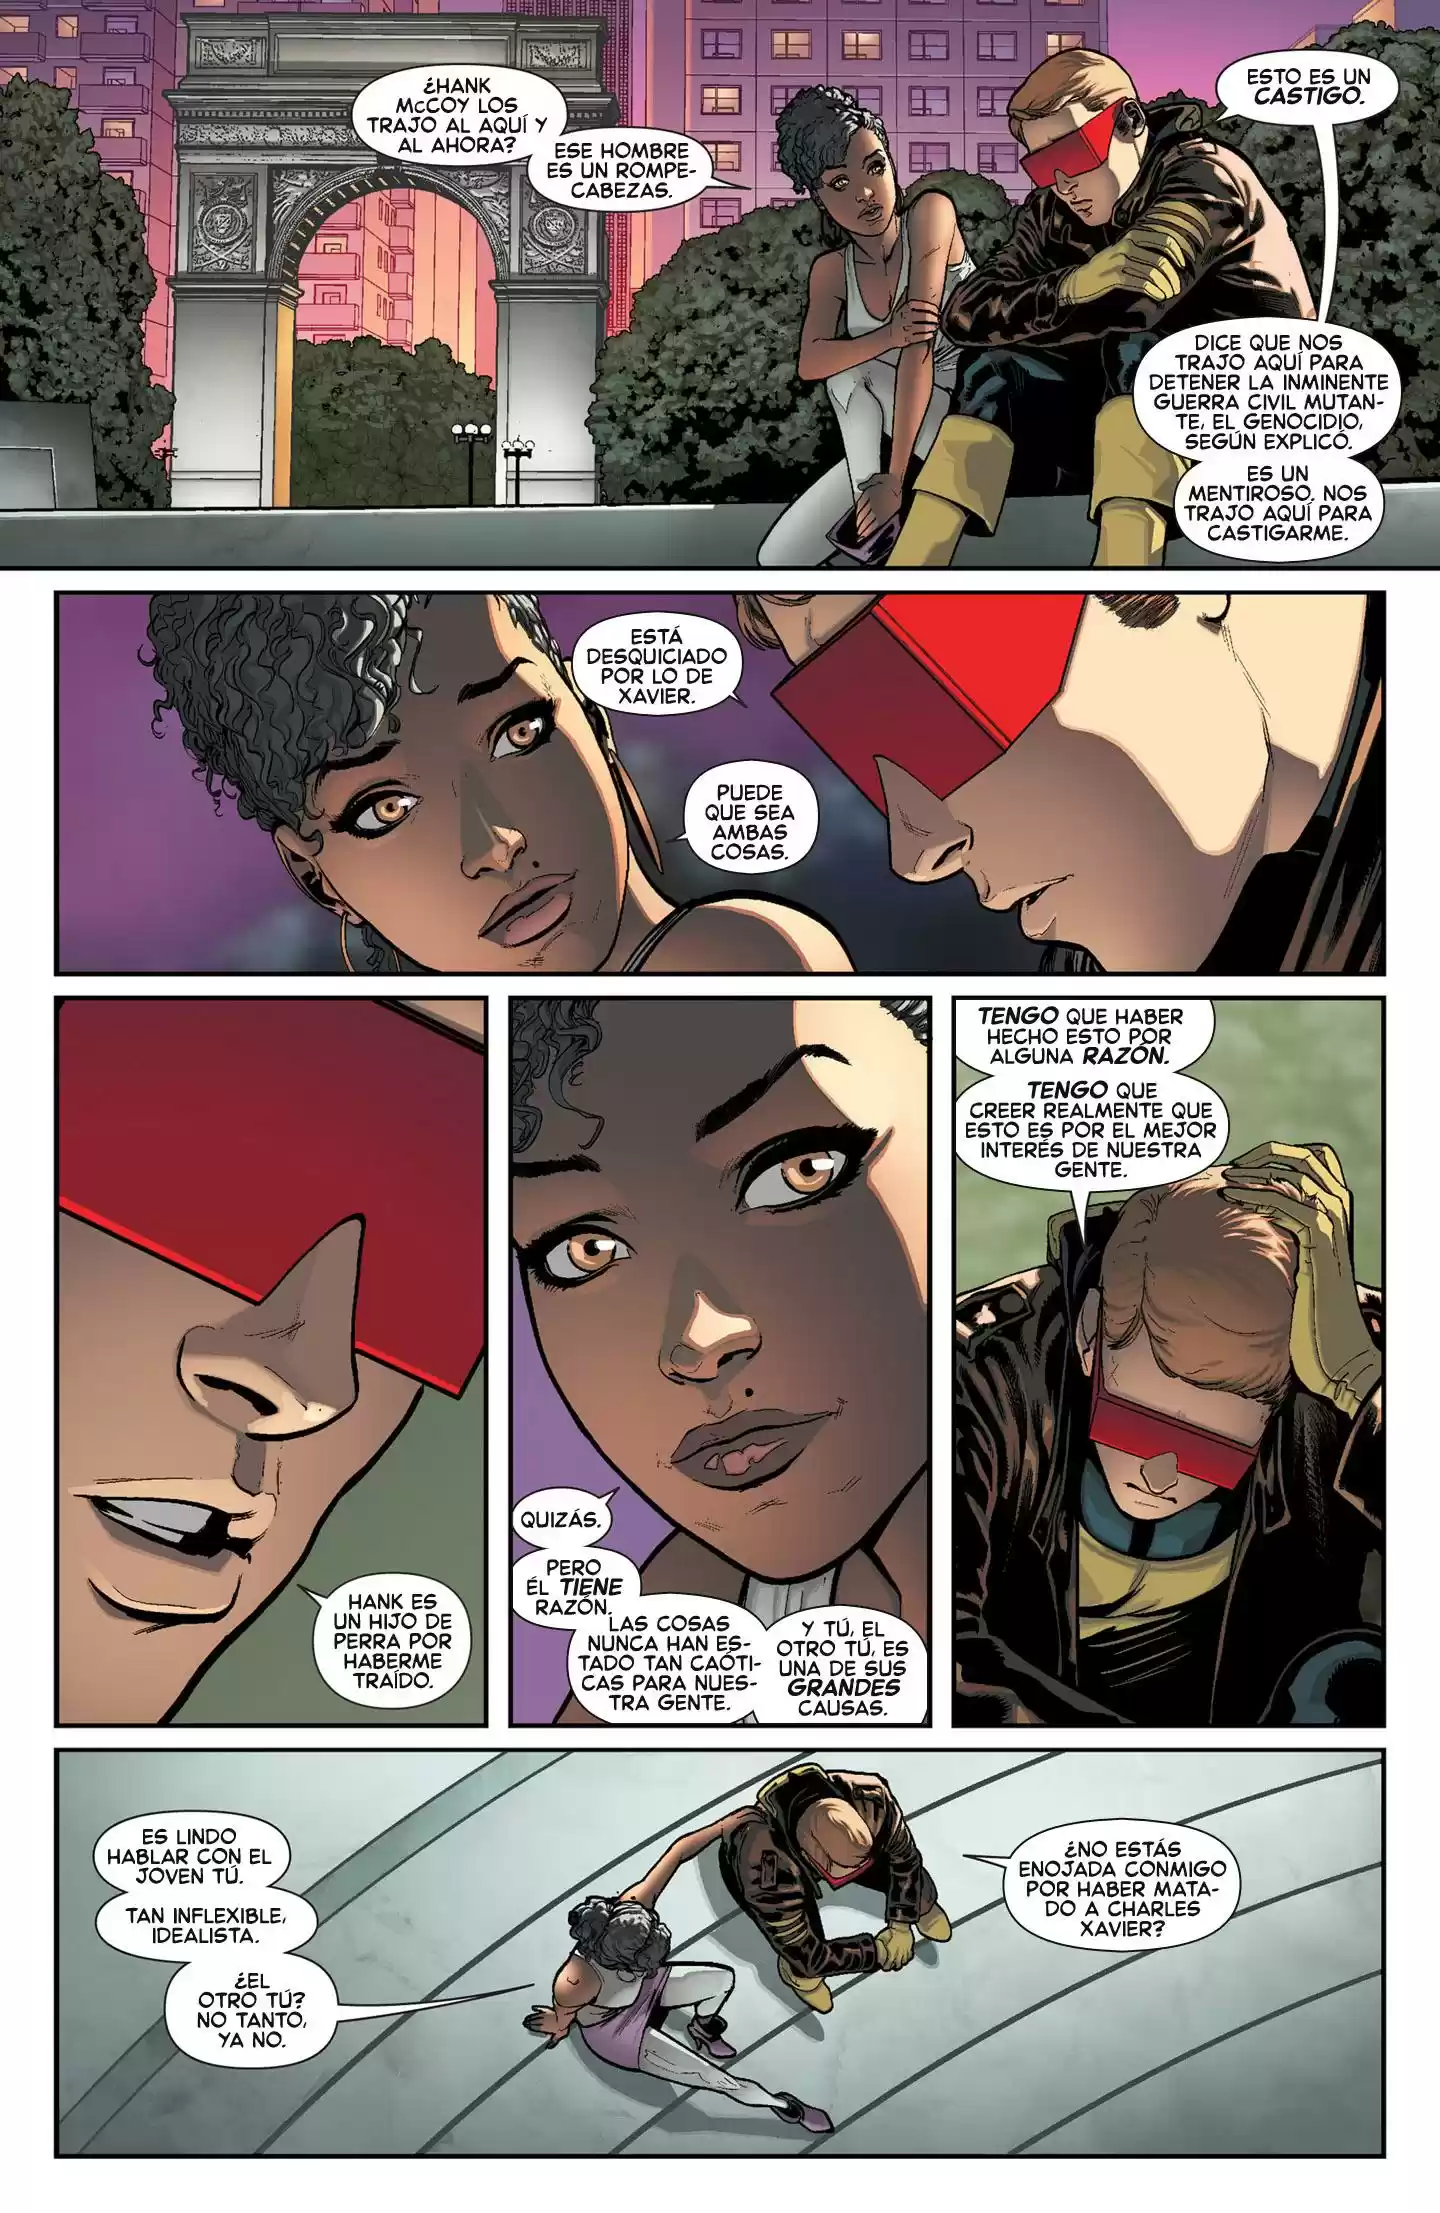 ¿HANK
McCOY LOS
TRAJO AL AQUÍ Y
AL AHORA?
ESE HOMBRE
ES UN ROMPE-
CABEZAS.
ESTO ES UN
CASTIGO.
DICE QUE NOS
TRAJO AQUÍ PARA
DETENER LA INMINENTE
GUERRA CIVIL MUTAN-
TE, EL GENOCIDIO,
SEGÚN EXPLICÓ.
ES UN
MENTIROSO. NOS
TRAJO AQUÍ PARA
CASTIGARME.
ESTÁ
DESQUICIADO
POR LO DE
XAVIER.
PUEDE
QUE SEA
AMBAS
COSAS.
HANK ES
UN HIJO DE
PERRA POR
HABERME
TRAÍDO.
QUIZÁS.
PERO
ÉL TIENE
RAZÓN.
LAS COSAS
NUNCA HAN ES-
TADO TAN CAÓTI-
CAS PARA NUES-
TRA GENTE.
Y TÚ, EL
OTRO TÚ, ES
UNA DE SUS
GRANDES
CAUSAS.
TENGO QUE HABER
HECHO ESTO POR
ALGUNA RAZÓN.
TENGO QUE
CREER REALMENTE QUE
ESTO ES POR EL MEJOR
INTERÉS DE NUESTRA
GENTE.
ES LINDO
HABLAR CON EL
JOVEN TÚ.
TAN INFLEXIBLE,
IDEALISTA.
¿EL
OTRO TÚ?
NO TANTO,
YA NO.
¿NO ESTÁS
ENOJADA CONMIGO
POR HABER MATA-
DO A CHARLES
XAVIER?